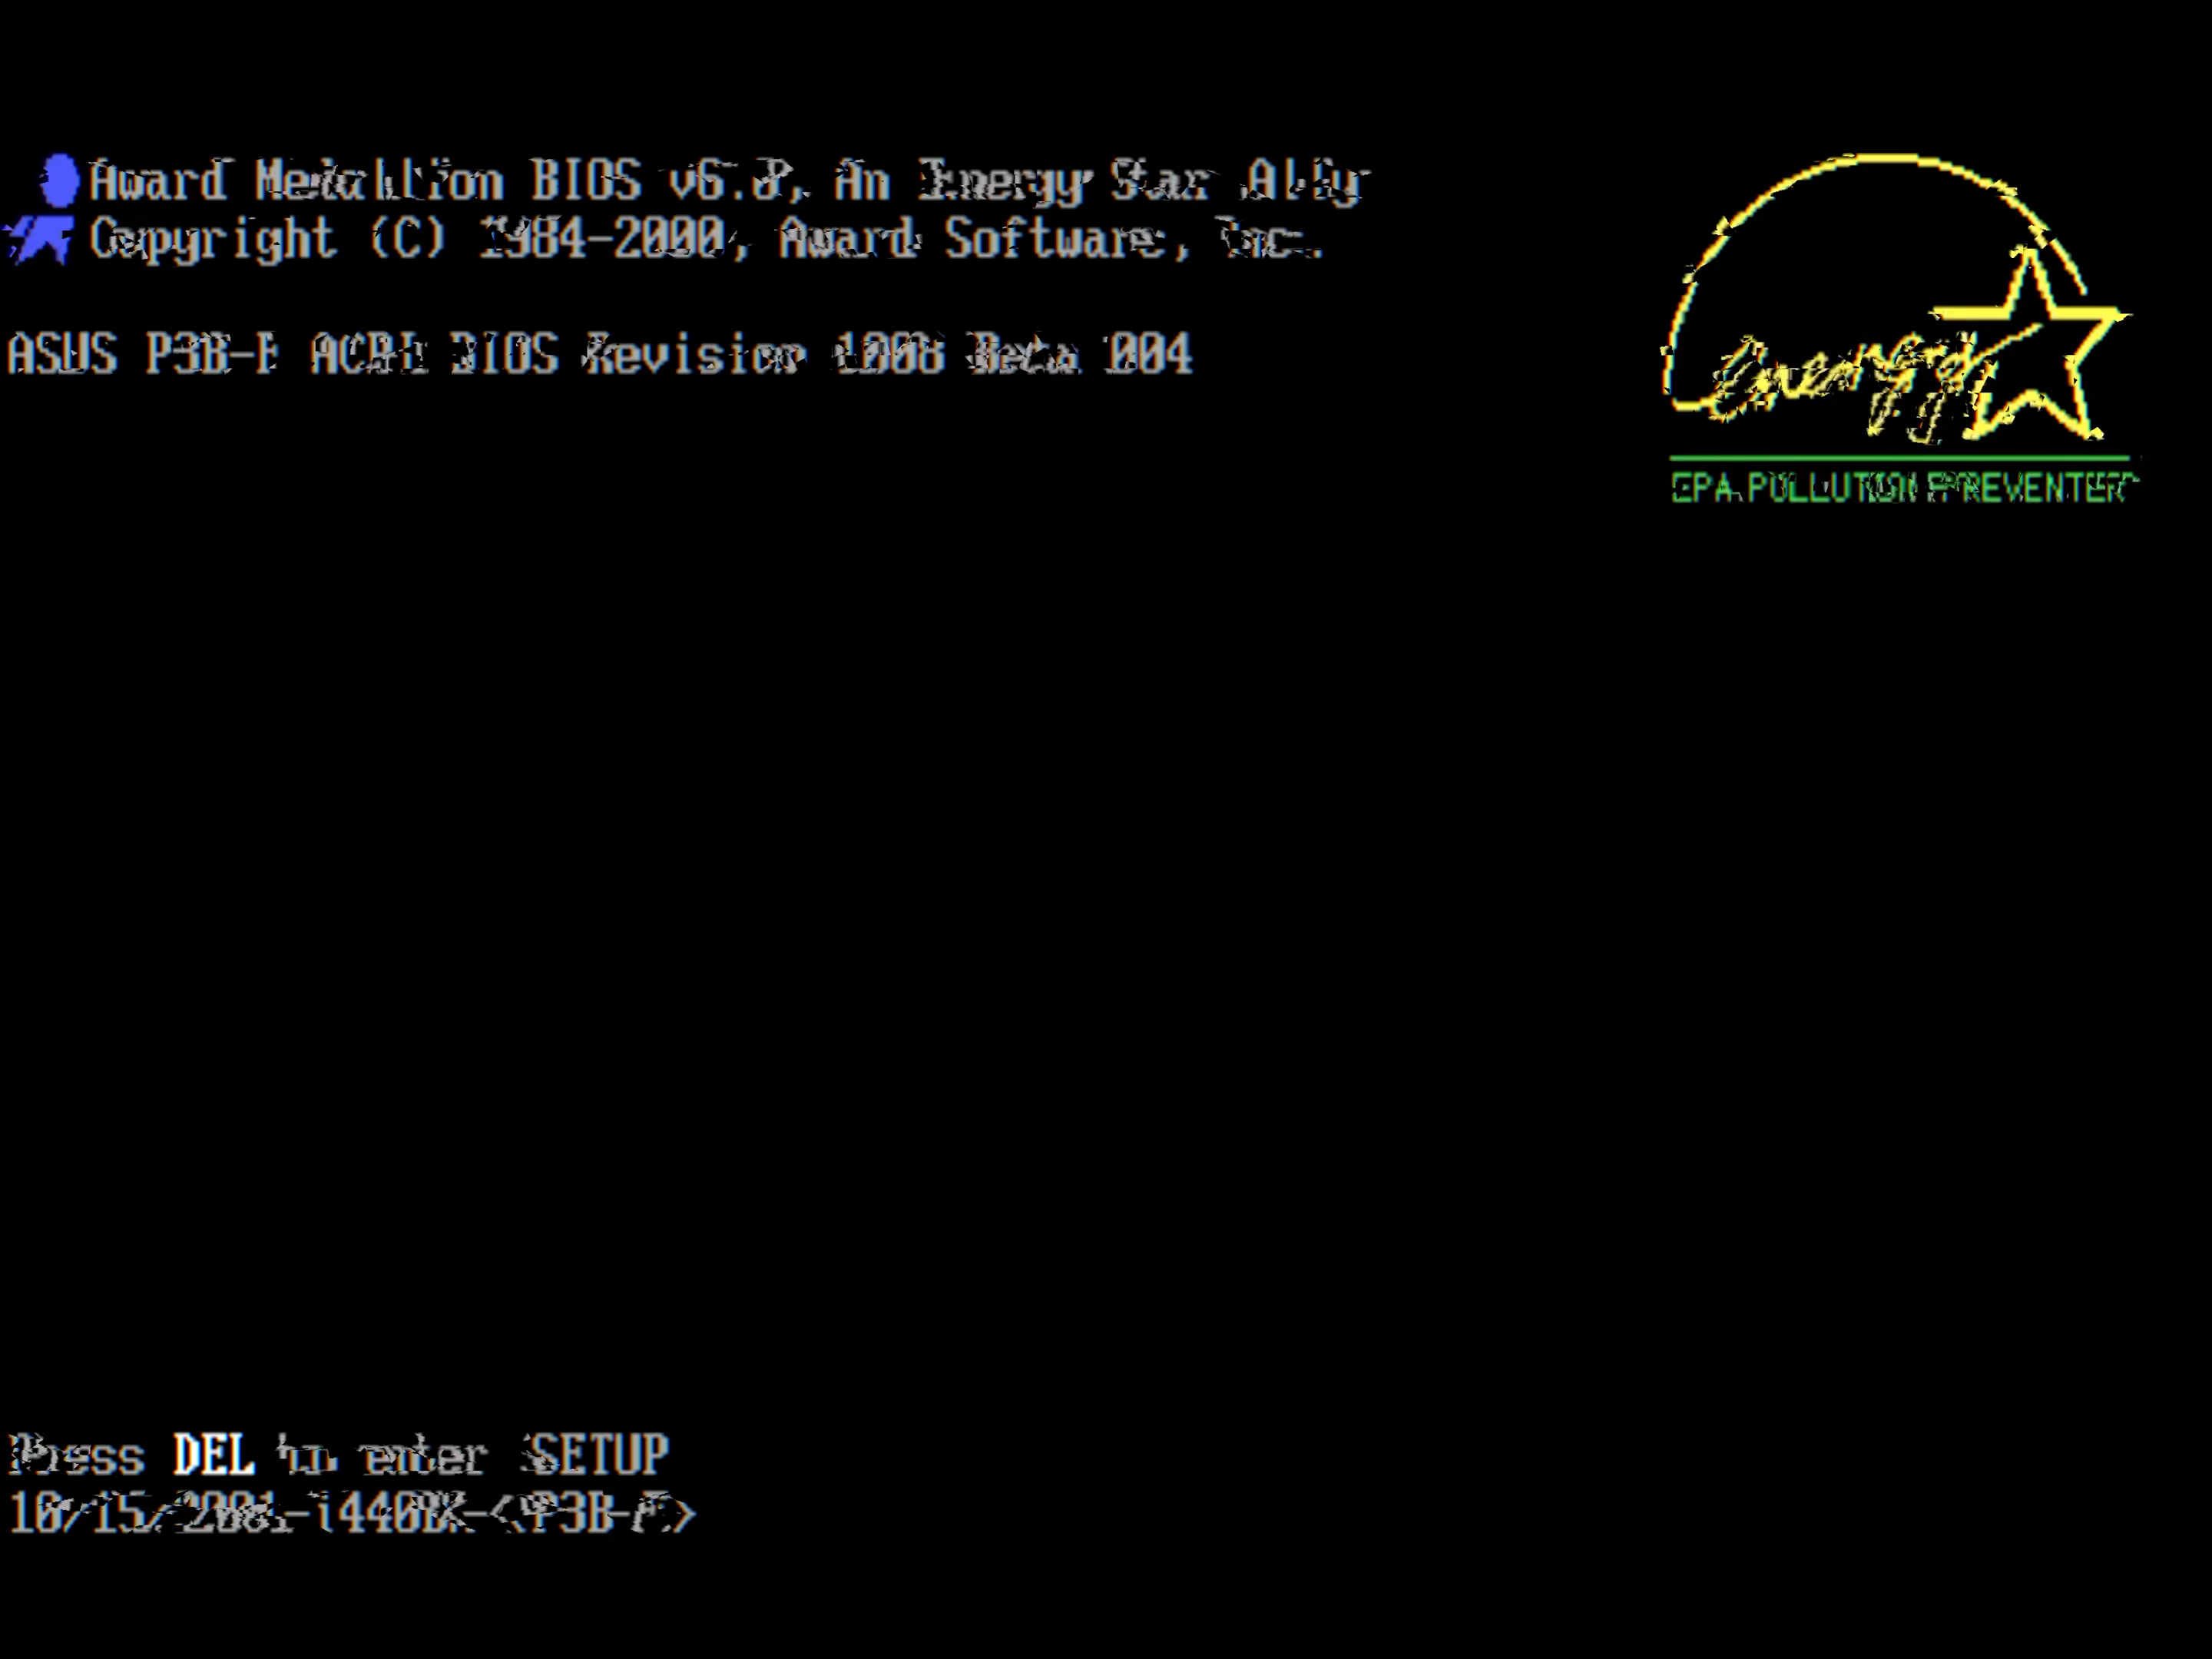 Award Medallion BIOS v6.0, An Energy Star Ally
Copyright (C) 1984-2000, Award Software, Inc.
energy
EPA POLLUTION PREVENTER
ASUS P3B-F ACPI BIOS Revision 1008 Beta 004
Press DEL to enter SETUP
10/15/2001-i440BX-<P3B-F>